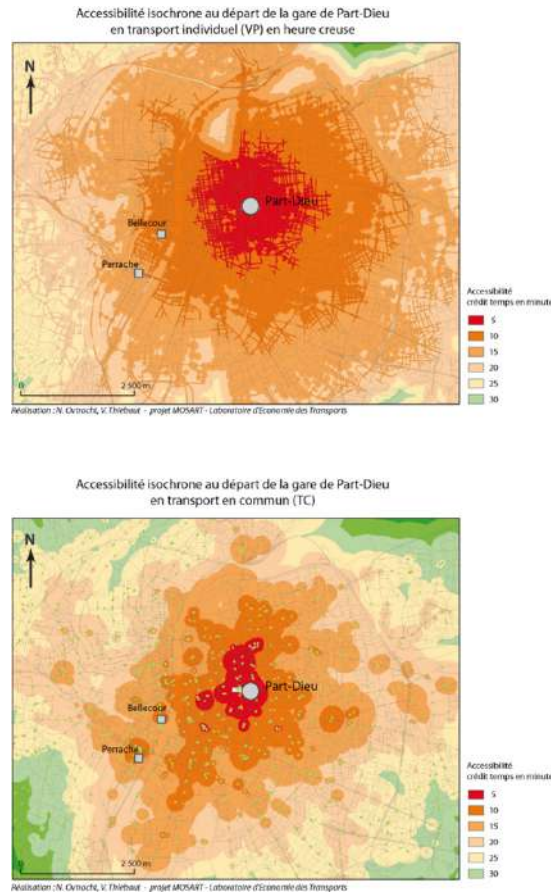 Accessibilité isochrone au départ de la gare de Part-Dieu
en transport individuel (VP) en heure creuse
N
Part-Dieu
Bellecour
Perrache
Accessibilité
crédit temps en minute
5
10
15
20
25
30
0 2 500 m
Réalisation : N. Ovtracht, V. Thiebaut - projet MOSART - Laboratoire d'Economie des Transports
Accessibilité isochrone au départ de la gare de Part-Dieu
en transport en commun (TC)
N
Part-Dieu
Bellecour
Perrache
Accessibilité
crédit temps en minute
5
10
15
20
25
30
0 2 500 m
Réalisation : N. Ovtracht, V. Thiebaut - projet MOSART - Laboratoire d'Economie des Transports